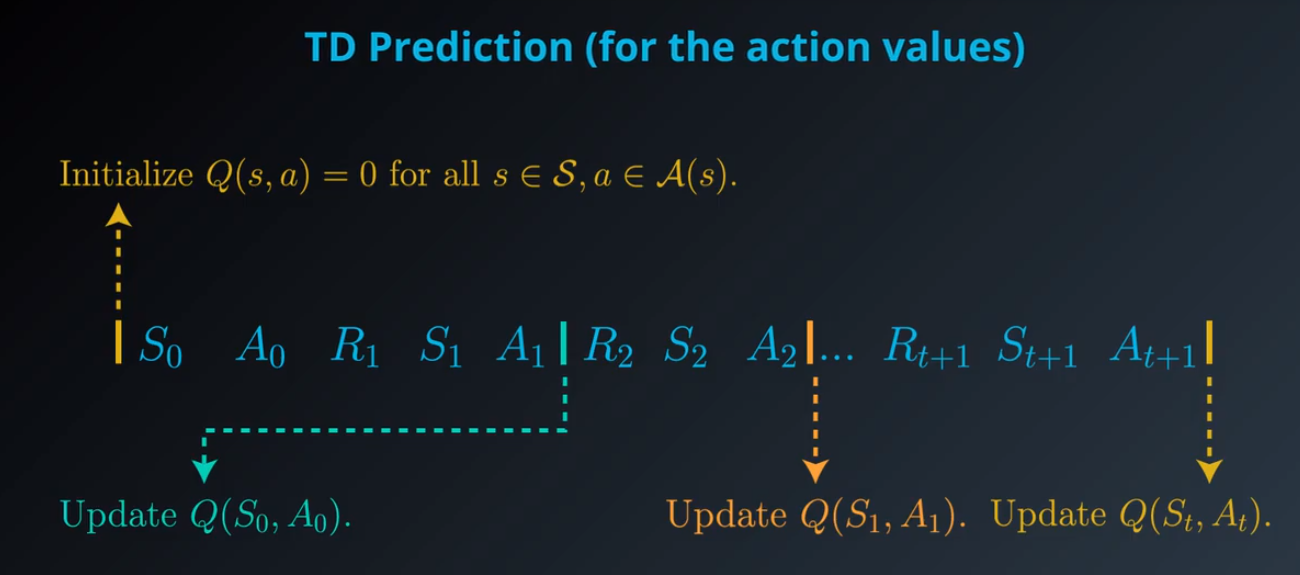 TD Prediction (for the action values)
Initialize Q(s, a) = 0 for all s ∈ 𝒮, a ∈ 𝒜(s).
S₀ A₀ R₁ S₁ A₁ R₂ S₂ A₂ ... Rₜ₊₁ Sₜ₊₁ Aₜ₊₁
Update Q(S₀, A₀). Update Q(S₁, A₁). Update Q(Sₜ, Aₜ).